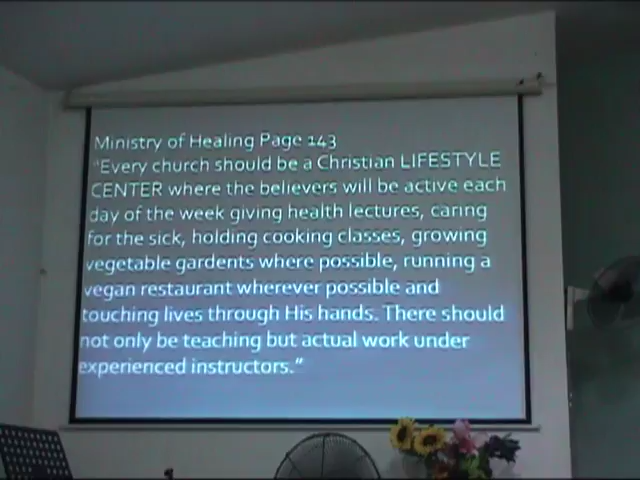 Ministry of Healing Page 143
"Every church should be a Christian LIFESTYLE
CENTER where the believers will be active each
day of the week giving health lectures, caring
for the sick, holding cooking classes, growing
vegetable gardents where possible, running a
vegan restaurant wherever possible and
touching lives through His hands. There should
not only be teaching but actual work under
experienced instructors."